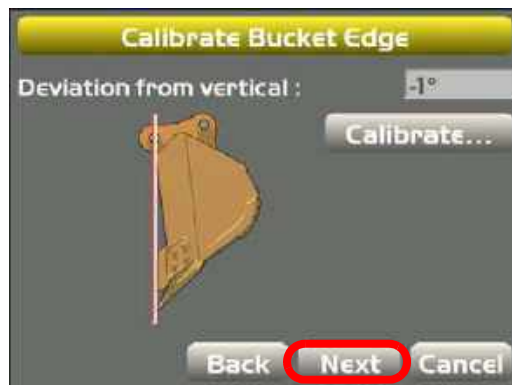 Calibrate Bucket Edge
Deviation from vertical : -1°
Calibrate...
Back Next Cancel